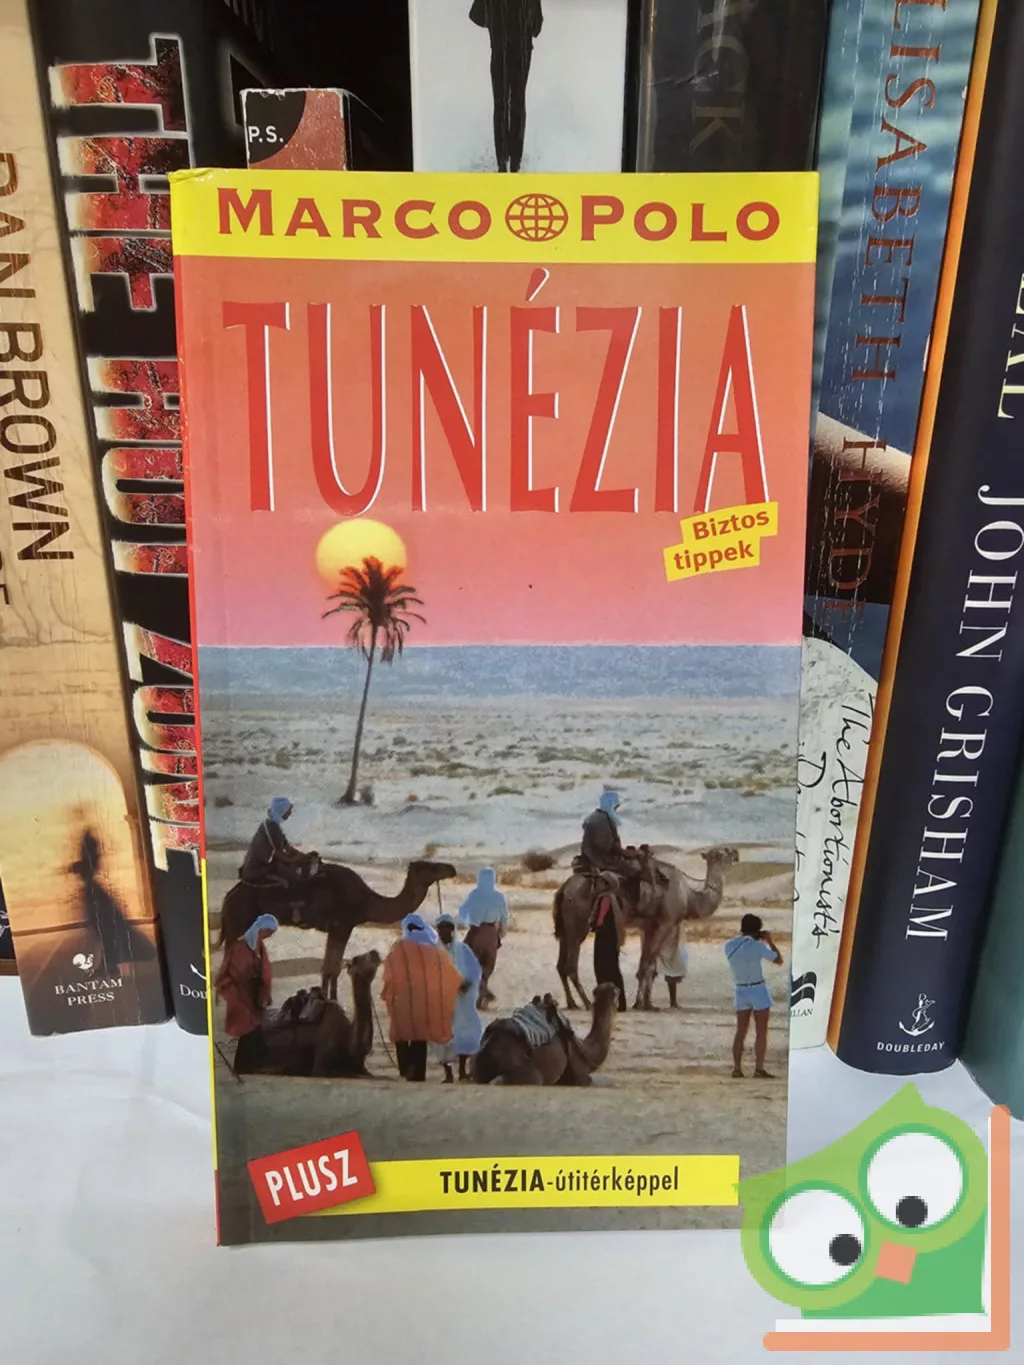 MARCO POLO
TUNÉZIA
Biztos
tippek
PLUSZ
TUNÉZIA-útitérképpel
DAN BROWN
BANTAM
PRESS
THE HOT ZONE
P.S.
ACK
ELISABETH HYDE
The Abortionist's
JOHN GRISHAM
DOUBLEDAY